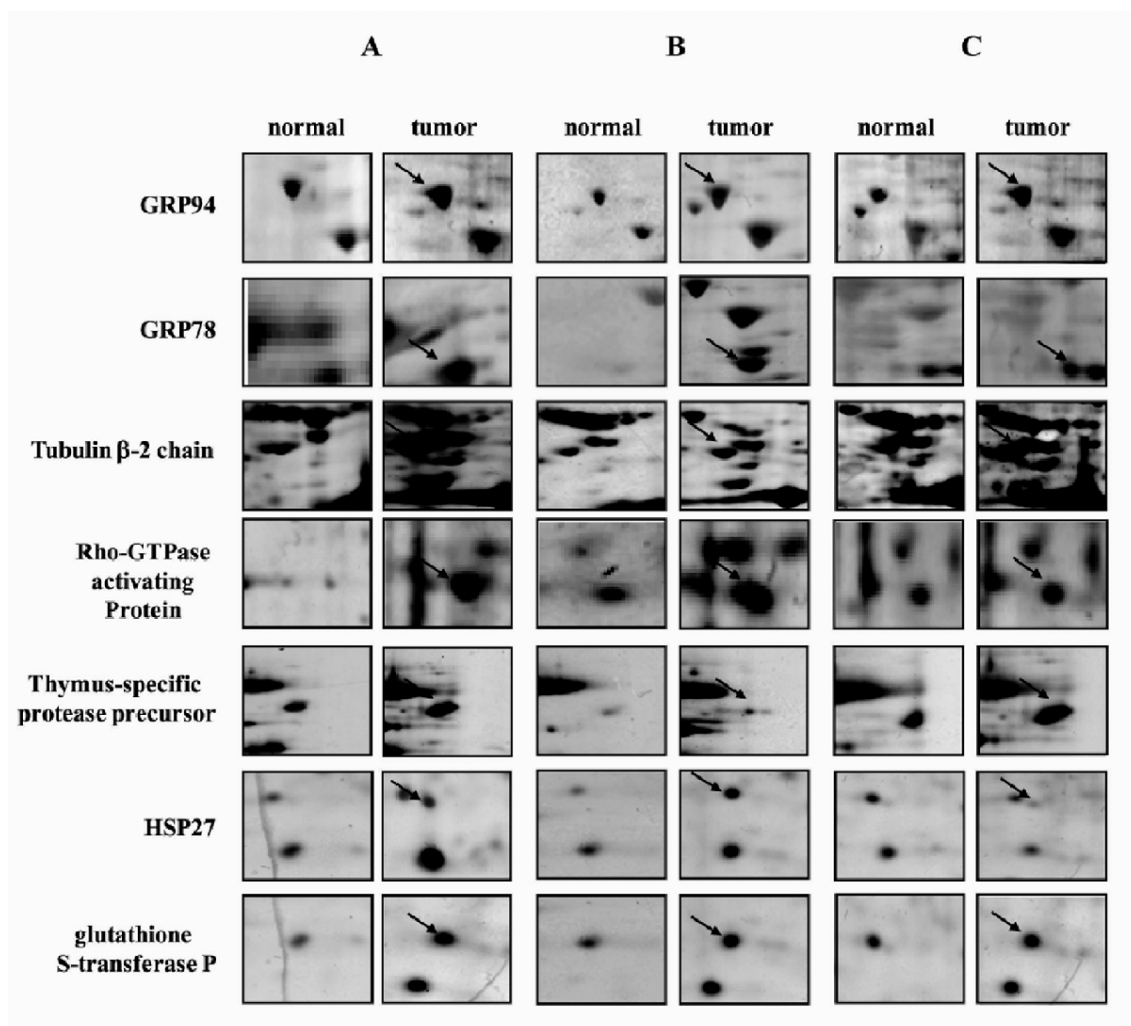 A B C
normal tumor normal tumor normal tumor
GRP94
GRP78
Tubulin β-2 chain
Rho-GTPase
activating
Protein
Thymus-specific
protease precursor
HSP27
glutathione
S-transferase P